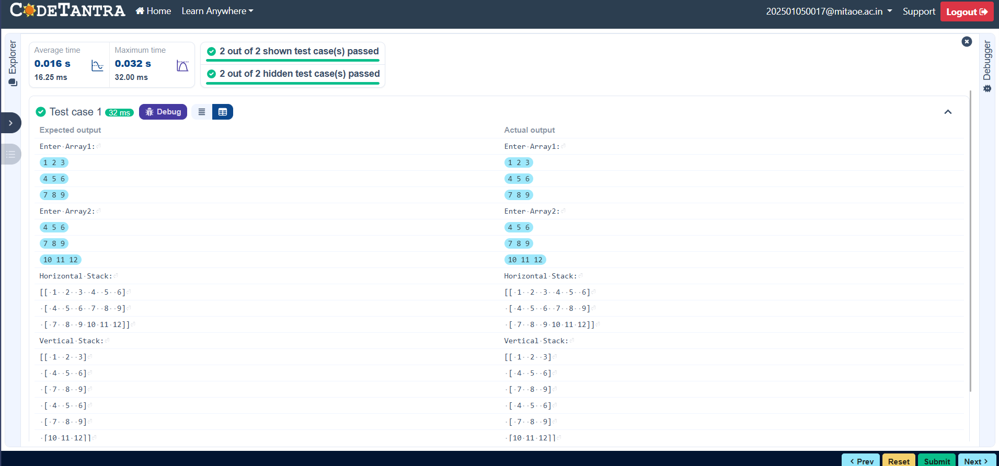 CODETANTRA Home Learn Anywhere 202501050017@mitaoe.ac.in Support Logout
Explorer
Debugger
Average time
0.016 s
16.25 ms
Maximum time
0.032 s
32.00 ms
2 out of 2 shown test case(s) passed
2 out of 2 hidden test case(s) passed
Test case 1 32 ms Debug
Expected output Actual output
Enter·Array1:⏎ Enter·Array1:⏎
1 2 3 1 2 3
4 5 6 4 5 6
7 8 9 7 8 9
Enter·Array2:⏎ Enter·Array2:⏎
4 5 6 4 5 6
7 8 9 7 8 9
10 11 12 10 11 12
Horizontal·Stack:⏎ Horizontal·Stack:⏎
[[·1··2··3··4··5··6]⏎ [[·1··2··3··4··5··6]⏎
·[·4··5··6··7··8··9]⏎ ·[·4··5··6··7··8··9]⏎
·[·7··8··9·10·11·12]]⏎ ·[·7··8··9·10·11·12]]⏎
Vertical·Stack:⏎ Vertical·Stack:⏎
[[·1··2··3]⏎ [[·1··2··3]⏎
·[·4··5··6]⏎ ·[·4··5··6]⏎
·[·7··8··9]⏎ ·[·7··8··9]⏎
·[·4··5··6]⏎ ·[·4··5··6]⏎
·[·7··8··9]⏎ ·[·7··8··9]⏎
·[10·11·12]]⏎ ·[10·11·12]]⏎
Prev Reset Submit Next